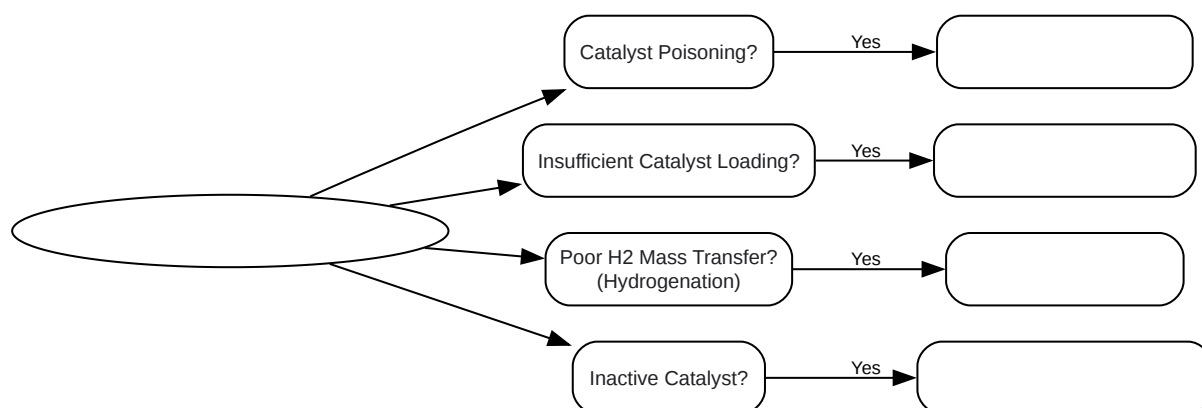 Catalyst Poisoning?
Yes
Insufficient Catalyst Loading?
Yes
Poor H2 Mass Transfer?
(Hydrogenation)
Yes
Inactive Catalyst?
Yes